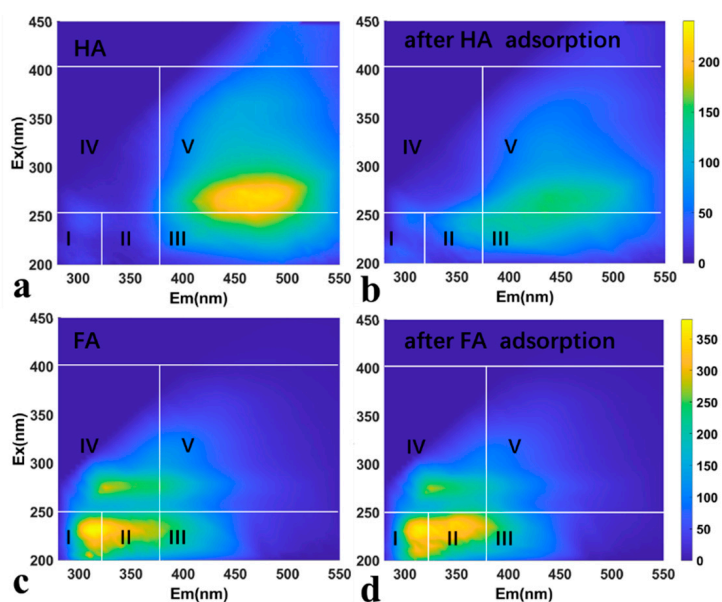 450
HA
400
350
Ex(nm)
IV
V
300
250
I
II
III
200
300
350
400
450
500
550
a
Em(nm)
450
after HA adsorption
400
350
IV
V
300
250
I
II
III
200
300
350
400
450
500
550
b
Em(nm)
200
150
100
50
0
450
FA
400
350
Ex(nm)
IV
V
300
250
I
II
III
200
300
350
400
450
500
550
c
Em(nm)
450
after FA adsorption
400
350
IV
V
300
250
I
II
III
200
300
350
400
450
500
550
d
Em(nm)
350
300
250
200
150
100
50
0